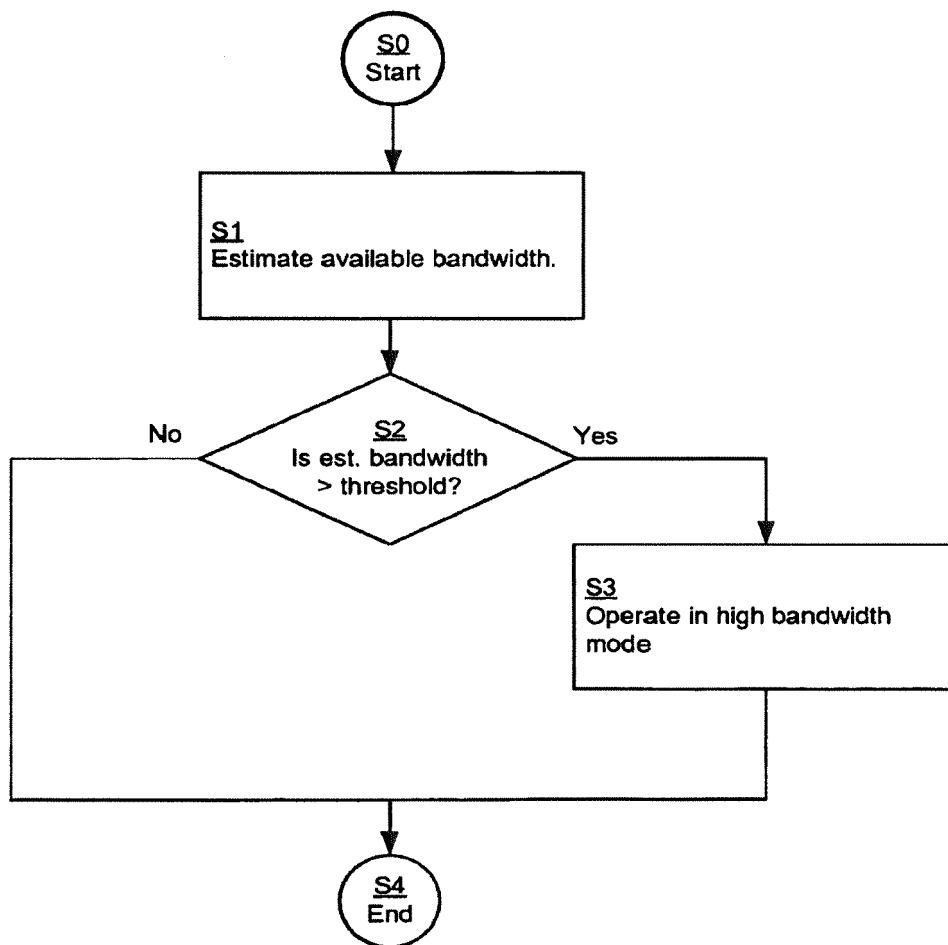 S0
Start
S1
Estimate available bandwidth.
No
S2
Yes
Is est. bandwidth
> threshold?
S3
Operate in high bandwidth
mode
S4
End